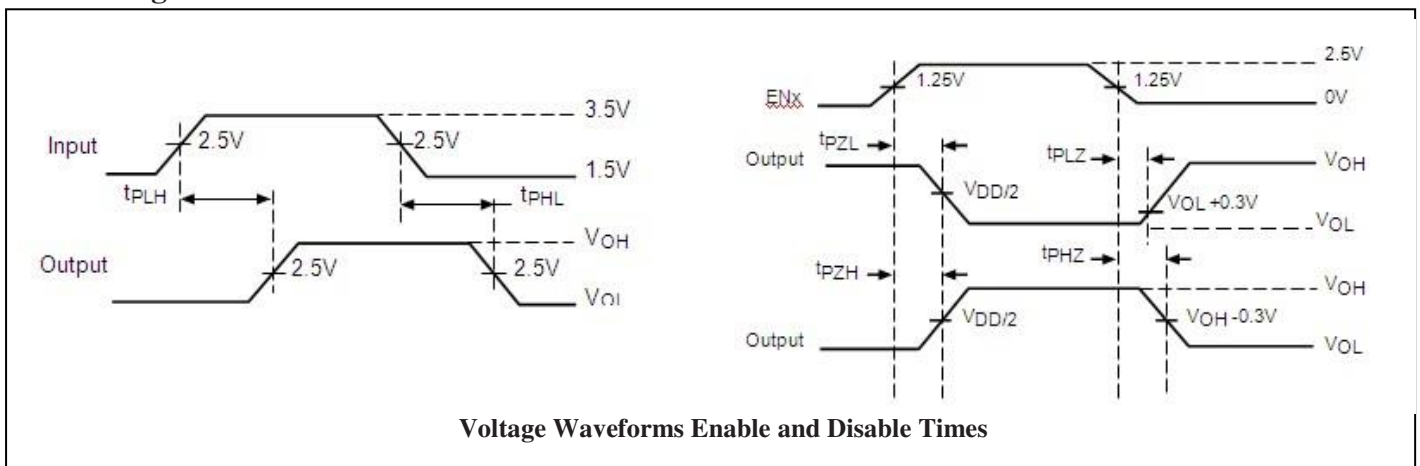 3.5V
Input
2.5V
2.5V
1.5V
tPLH
tPHL
VOH
Output
2.5V
2.5V
VOL
2.5V
ENx
1.25V
1.25V
0V
tPZL
tPLZ
Output
VOH
VDD/2
VOL +0.3V
VOL
tPZH
tPHZ
VOH
VDD/2
VOH -0.3V
Output
VOL
Voltage Waveforms Enable and Disable Times